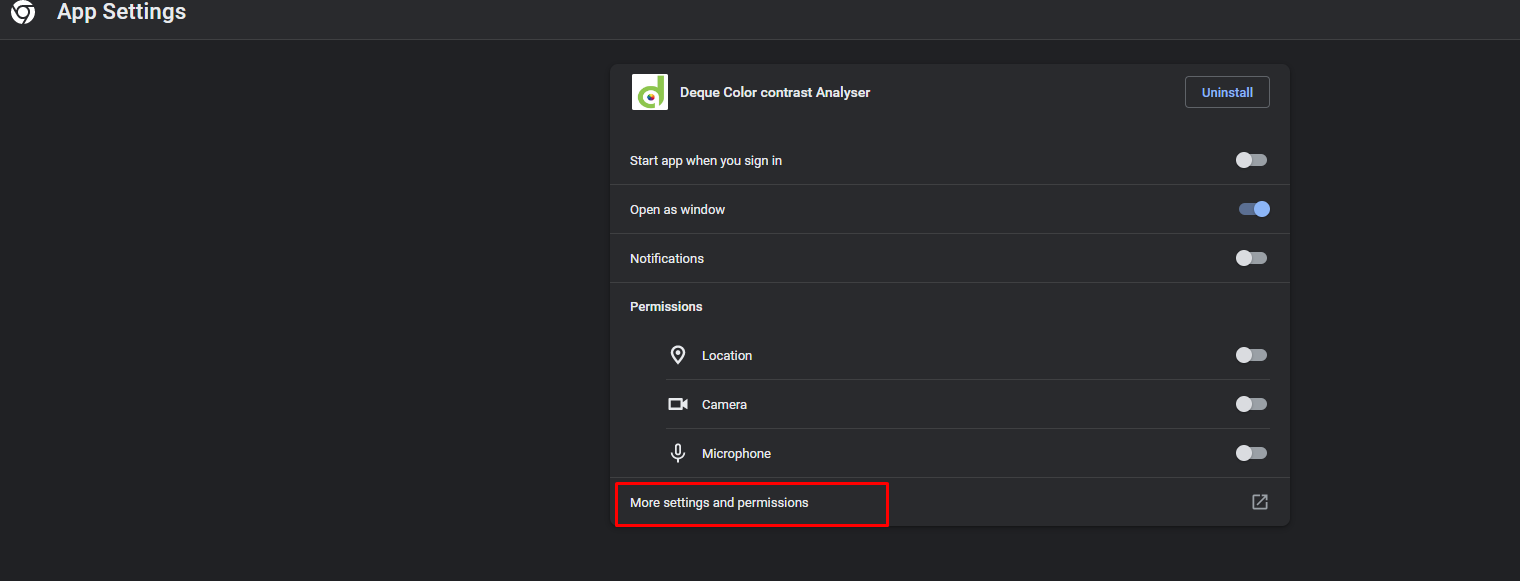 App Settings
Deque Color contrast Analyser
Uninstall
Start app when you sign in
Open as window
Notifications
Permissions
Location
Camera
Microphone
More settings and permissions